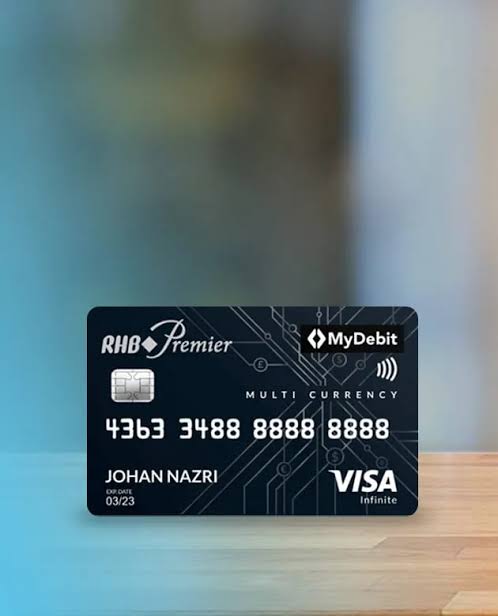 RHB Premier
MyDebit
MULTI CURRENCY
4363 3488 8888 8888
JOHAN NAZRI
EXP. DATE
03/23
VISA
Infinite